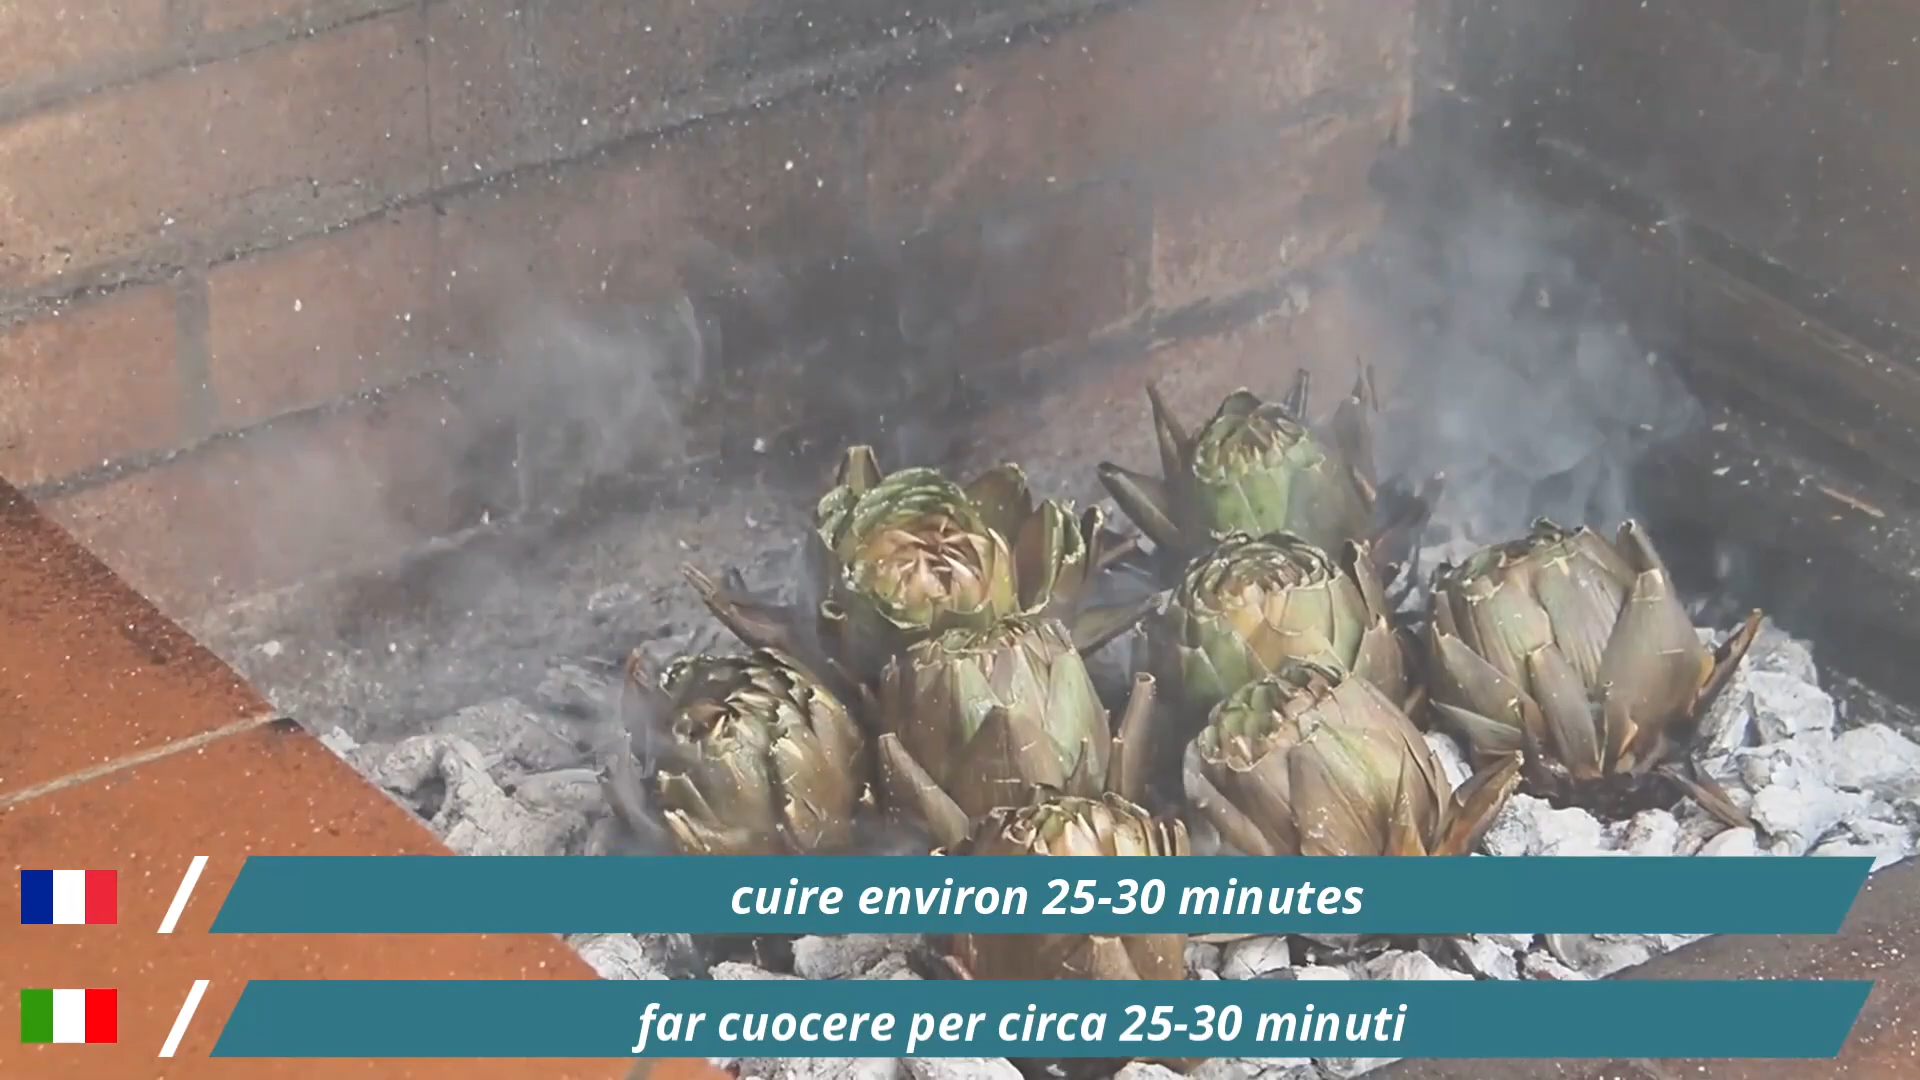 cuire environ 25-30 minutes
far cuocere per circa 25-30 minuti